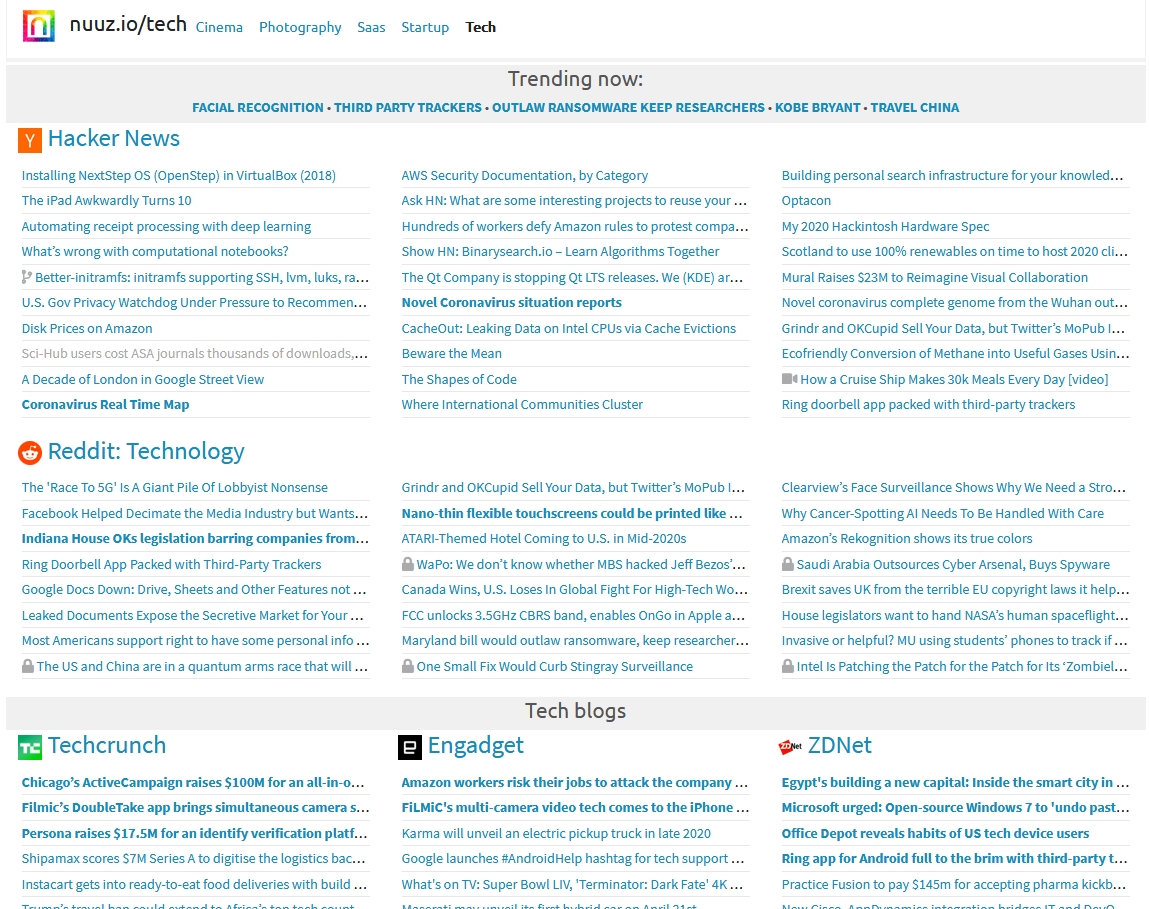 nuuz.io/tech Cinema Photography Saas Startup Tech
Trending now:
FACIAL RECOGNITION • THIRD PARTY TRACKERS • OUTLAW RANSOMWARE KEEP RESEARCHERS • KOBE BRYANT • TRAVEL CHINA
Y Hacker News
Installing NextStep OS (OpenStep) in VirtualBox (2018)
The iPad Awkwardly Turns 10
Automating receipt processing with deep learning
What's wrong with computational notebooks?
Better-initramfs: initramfs supporting SSH, lvm, luks, ra...
U.S. Gov Privacy Watchdog Under Pressure to Recommen...
Disk Prices on Amazon
Sci-Hub users cost ASA journals thousands of downloads,...
A Decade of London in Google Street View
Coronavirus Real Time Map
AWS Security Documentation, by Category
Ask HN: What are some interesting projects to reuse your ...
Hundreds of workers defy Amazon rules to protest compa...
Show HN: Binarysearch.io – Learn Algorithms Together
The Qt Company is stopping Qt LTS releases. We (KDE) ar...
Novel Coronavirus situation reports
CacheOut: Leaking Data on Intel CPUs via Cache Evictions
Beware the Mean
The Shapes of Code
Where International Communities Cluster
Building personal search infrastructure for your knowled...
Optacon
My 2020 Hackintosh Hardware Spec
Scotland to use 100% renewables on time to host 2020 cli...
Mural Raises $23M to Reimagine Visual Collaboration
Novel coronavirus complete genome from the Wuhan out...
Grindr and OKCupid Sell Your Data, but Twitter's MoPub I...
Ecofriendly Conversion of Methane into Useful Gases Usin...
How a Cruise Ship Makes 30k Meals Every Day [video]
Ring doorbell app packed with third-party trackers
Reddit: Technology
The 'Race To 5G' Is A Giant Pile Of Lobbyist Nonsense
Facebook Helped Decimate the Media Industry but Wants...
Indiana House OKs legislation barring companies from...
Ring Doorbell App Packed with Third-Party Trackers
Google Docs Down: Drive, Sheets and Other Features not ...
Leaked Documents Expose the Secretive Market for Your ...
Most Americans support right to have some personal info ...
The US and China are in a quantum arms race that will ...
Grindr and OKCupid Sell Your Data, but Twitter's MoPub I...
Nano-thin flexible touchscreens could be printed like ...
ATARI-Themed Hotel Coming to U.S. in Mid-2020s
WaPo: We don't know whether MBS hacked Jeff Bezos'...
Canada Wins, U.S. Loses In Global Fight For High-Tech Wo...
FCC unlocks 3.5GHz CBRS band, enables OnGo in Apple a...
Maryland bill would outlaw ransomware, keep researcher...
One Small Fix Would Curb Stingray Surveillance
Clearview's Face Surveillance Shows Why We Need a Stro...
Why Cancer-Spotting AI Needs To Be Handled With Care
Amazon's Rekognition shows its true colors
Saudi Arabia Outsources Cyber Arsenal, Buys Spyware
Brexit saves UK from the terrible EU copyright laws it help...
House legislators want to hand NASA's human spaceflight...
Invasive or helpful? MU using students' phones to track if ...
Intel Is Patching the Patch for the Patch for Its 'Zombiel...
Tech blogs
TC Techcrunch
Chicago's ActiveCampaign raises $100M for an all-in-o...
Filmic's DoubleTake app brings simultaneous camera s...
Persona raises $17.5M for an identify verification platf...
Shipamax scores $7M Series A to digitise the logistics bac...
Instacart gets into ready-to-eat food deliveries with build ...
Trump's travel ban could extend to Africa's top tech count...
e Engadget
Amazon workers risk their jobs to attack the company ...
FiLMiC's multi-camera video tech comes to the iPhone ...
Karma will unveil an electric pickup truck in late 2020
Google launches #AndroidHelp hashtag for tech support ...
What's on TV: Super Bowl LIV, 'Terminator: Dark Fate' 4K ...
Maserati may unveil its first hybrid car on April 21st
ZDNet ZDNet
Egypt's building a new capital: Inside the smart city in ...
Microsoft urged: Open-source Windows 7 to 'undo past...
Office Depot reveals habits of US tech device users
Ring app for Android full to the brim with third-party t...
Practice Fusion to pay $145m for accepting pharma kickb...
New Cisco, AppDynamics integration bridges IT and DevO...